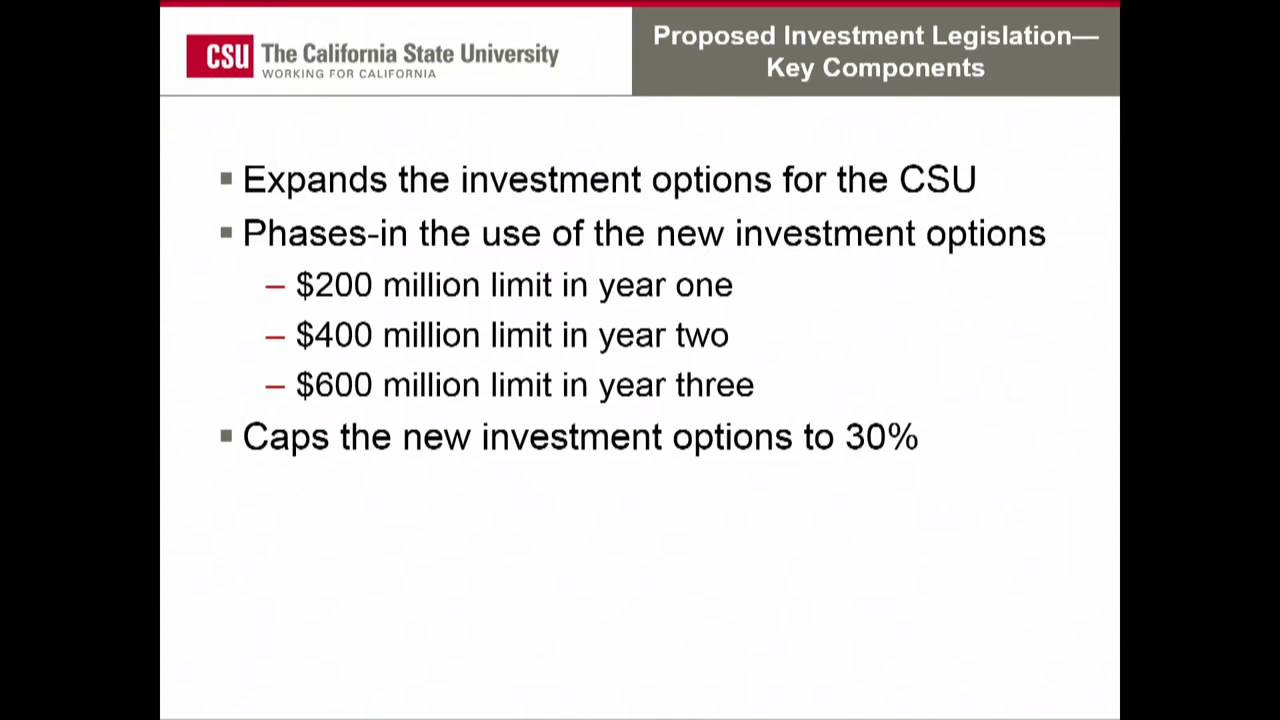 CSU The California State University
WORKING FOR CALIFORNIA
Proposed Investment Legislation—
Key Components
▪ Expands the investment options for the CSU
▪ Phases-in the use of the new investment options
– $200 million limit in year one
– $400 million limit in year two
– $600 million limit in year three
▪ Caps the new investment options to 30%